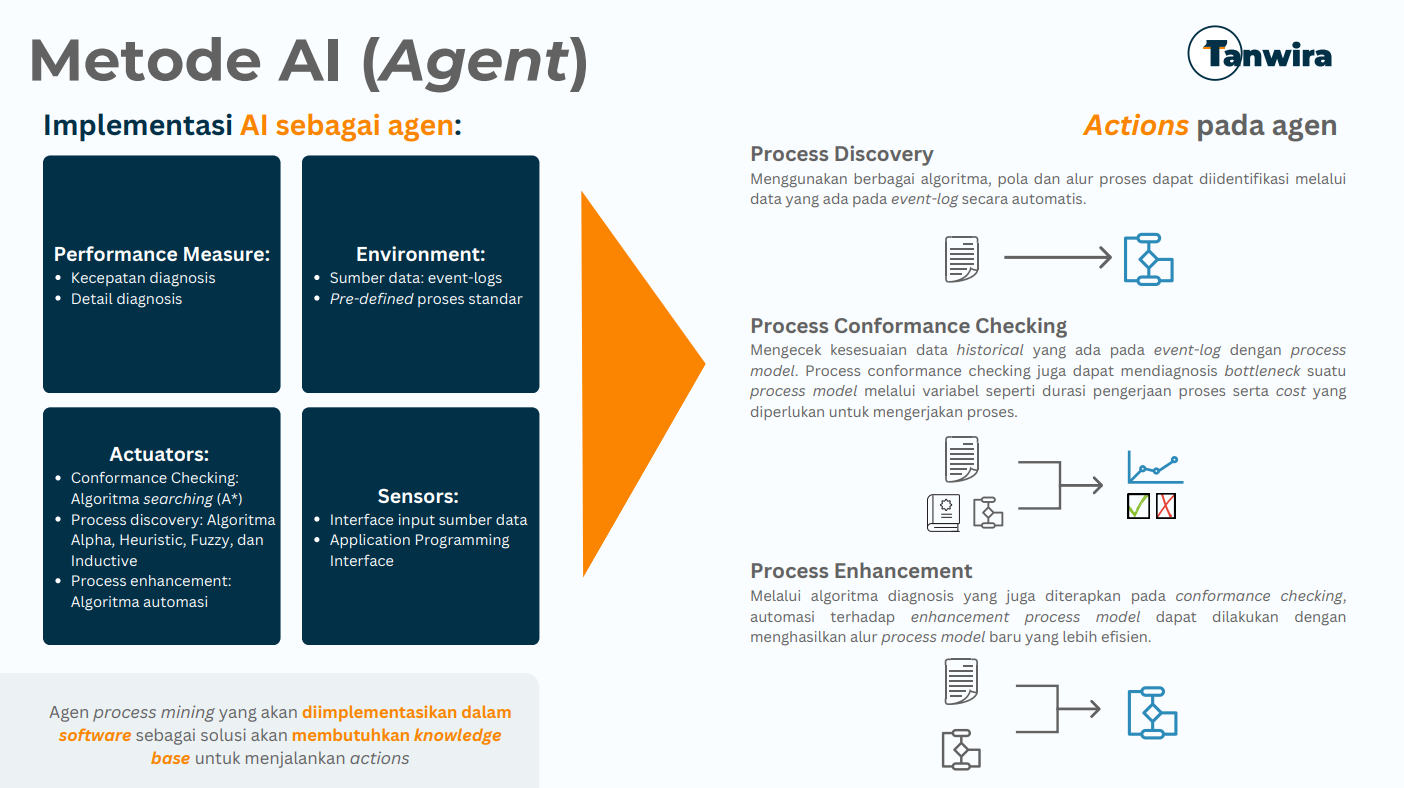 Metode AI (Agent)
Tanwira
Implementasi AI sebagai agen:
Performance Measure:
• Kecepatan diagnosis
• Detail diagnosis
Environment:
• Sumber data: event-logs
• Pre-defined proses standar
Actuators:
• Conformance Checking:
Algoritma searching (A*)
• Process discovery: Algoritma
Alpha, Heuristic, Fuzzy, dan
Inductive
• Process enhancement:
Algoritma automasi
Sensors:
• Interface input sumber data
• Application Programming
Interface
Agen process mining yang akan diimplementasikan dalam
software sebagai solusi akan membutuhkan knowledge
base untuk menjalankan actions
Actions pada agen
Process Discovery
Menggunakan berbagai algoritma, pola dan alur proses dapat diidentifikasi melalui
data yang ada pada event-log secara automatis.
Process Conformance Checking
Mengecek kesesuaian data historical yang ada pada event-log dengan process
model. Process conformance checking juga dapat mendiagnosis bottleneck suatu
process model melalui variabel seperti durasi pengerjaan proses serta cost yang
diperlukan untuk mengerjakan proses.
Process Enhancement
Melalui algoritma diagnosis yang juga diterapkan pada conformance checking,
automasi terhadap enhancement process model dapat dilakukan dengan
menghasilkan alur process model baru yang lebih efisien.